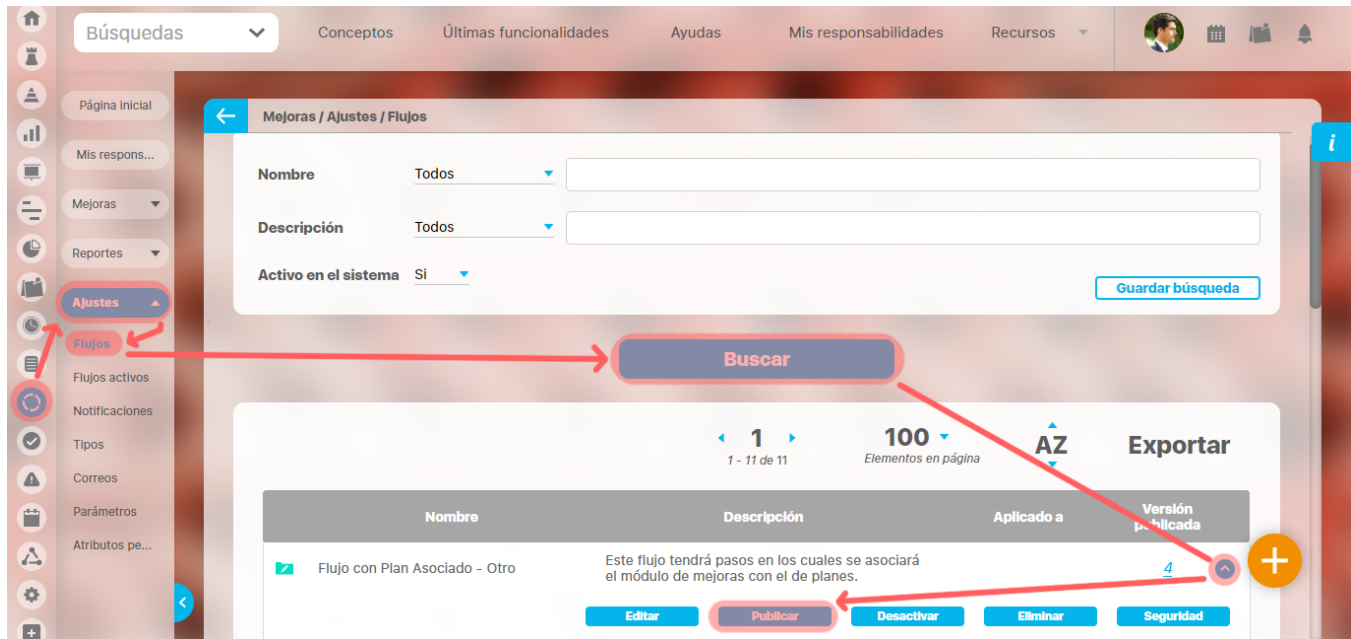 Búsquedas
Conceptos
Últimas funcionalidades
Ayudas
Mis responsabilidades
Recursos
Página inicial
Mis respons...
Mejoras
Reportes
Ajustes
Flujos
Flujos activos
Notificaciones
Tipos
Correos
Parámetros
Atributos pe...
Mejoras / Ajustes / Flujos
i
Nombre Todos
Descripción Todos
Activo en el sistema Si
Guardar búsqueda
Buscar
1
1 - 11 de 11
100
Elementos en página
AZ
Exportar
Nombre Descripción Aplicado a Versión
publicada
Flujo con Plan Asociado - Otro
Este flujo tendrá pasos en los cuales se asociará
el módulo de mejoras con el de planes.
4
Editar Publicar Desactivar Eliminar Seguridad